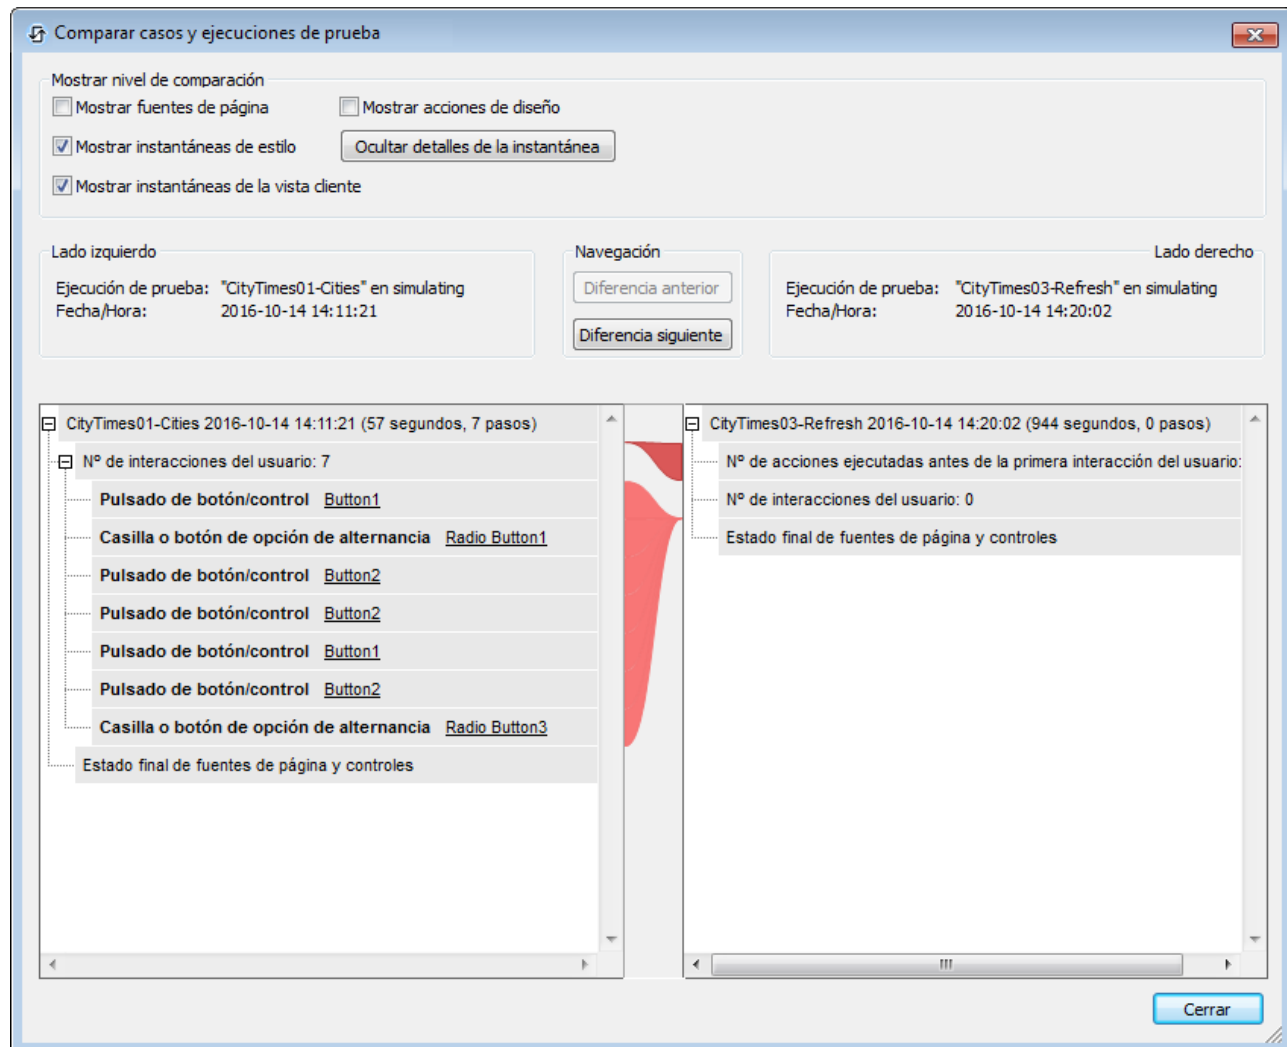 Comparar casos y ejecuciones de prueba
Mostrar nivel de comparación
Mostrar fuentes de página Mostrar acciones de diseño
Mostrar instantáneas de estilo Ocultar detalles de la instantánea
Mostrar instantáneas de la vista cliente
Lado izquierdo
Ejecución de prueba: "CityTimes01-Cities" en simulating
Fecha/Hora: 2016-10-14 14:11:21
Navegación
Diferencia anterior
Diferencia siguiente
Lado derecho
Ejecución de prueba: "CityTimes03-Refresh" en simulating
Fecha/Hora: 2016-10-14 14:20:02
CityTimes01-Cities 2016-10-14 14:11:21 (57 segundos, 7 pasos)
Nº de interacciones del usuario: 7
Pulsado de botón/control Button1
Casilla o botón de opción de alternancia Radio Button1
Pulsado de botón/control Button2
Pulsado de botón/control Button2
Pulsado de botón/control Button1
Pulsado de botón/control Button2
Casilla o botón de opción de alternancia Radio Button3
Estado final de fuentes de página y controles
CityTimes03-Refresh 2016-10-14 14:20:02 (944 segundos, 0 pasos)
Nº de acciones ejecutadas antes de la primera interacción del usuario:
Nº de interacciones del usuario: 0
Estado final de fuentes de página y controles
Cerrar